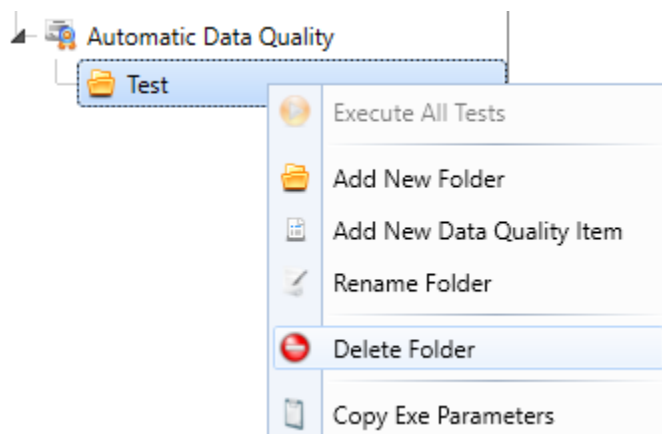 Automatic Data Quality
Test
Execute All Tests
Add New Folder
Add New Data Quality Item
Rename Folder
Delete Folder
Copy Exe Parameters